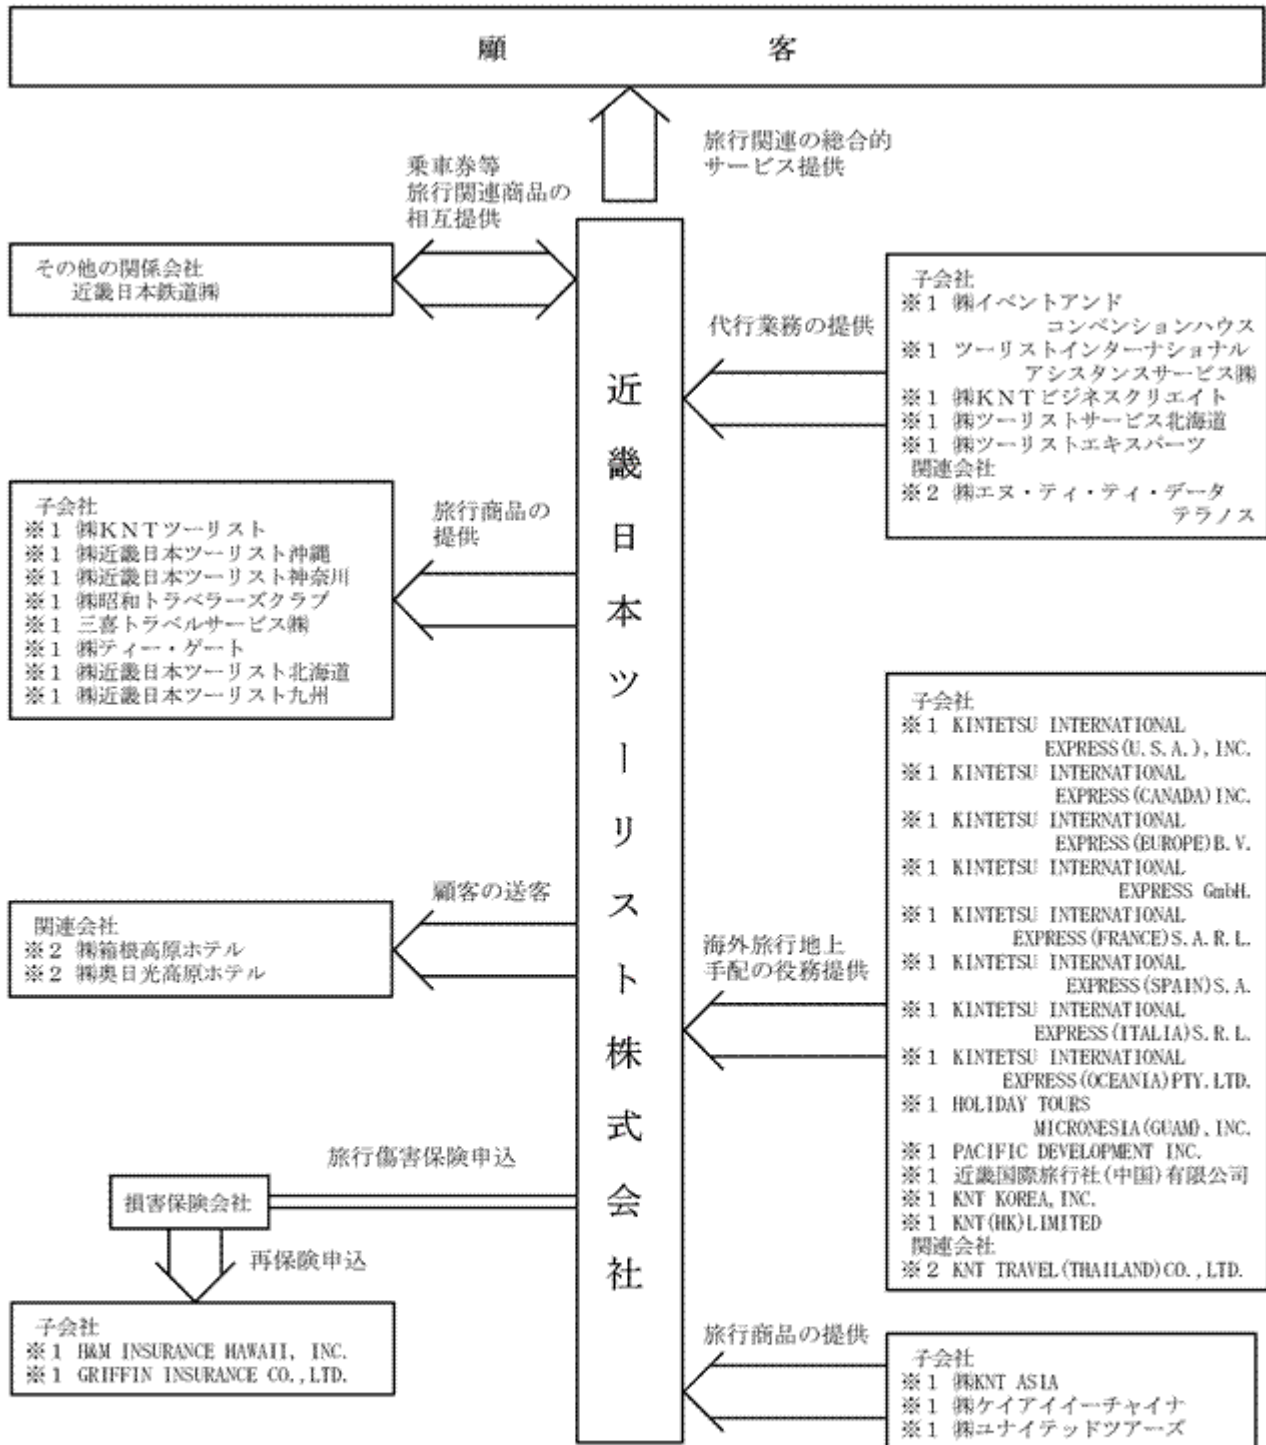 顧客
旅行関連の総合的
サービス提供
乗車券等
旅行関連商品の
相互提供
その他の関係会社
近畿日本鉄道㈱
近畿日本ツーリスト株式会社
代行業務の提供
子会社
※1 ㈱イベントアンド
コンベンションハウス
※1 ツーリストインターナショナル
アシスタンスサービス㈱
※1 ㈱KNTビジネスクリエイト
※1 ㈱ツーリストサービス北海道
※1 ㈱ツーリストエキスパーツ
関連会社
※2 ㈱エヌ・ティ・ティ・データ
テラノス
旅行商品の
提供
子会社
※1 ㈱KNTツーリスト
※1 ㈱近畿日本ツーリスト沖縄
※1 ㈱近畿日本ツーリスト神奈川
※1 ㈱昭和トラベラーズクラブ
※1 三喜トラベルサービス㈱
※1 ㈱ティー・ゲート
※1 ㈱近畿日本ツーリスト北海道
※1 ㈱近畿日本ツーリスト九州
顧客の送客
関連会社
※2 ㈱箱根高原ホテル
※2 ㈱奥日光高原ホテル
海外旅行地上
手配の役務提供
子会社
※1 KINTETSU INTERNATIONAL
EXPRESS(U.S.A.),INC.
※1 KINTETSU INTERNATIONAL
EXPRESS(CANADA)INC.
※1 KINTETSU INTERNATIONAL
EXPRESS(EUROPE)B.V.
※1 KINTETSU INTERNATIONAL
EXPRESS GmbH.
※1 KINTETSU INTERNATIONAL
EXPRESS(FRANCE)S.A.R.L.
※1 KINTETSU INTERNATIONAL
EXPRESS(SPAIN)S.A.
※1 KINTETSU INTERNATIONAL
EXPRESS(ITALIA)S.R.L.
※1 KINTETSU INTERNATIONAL
EXPRESS(OCEANIA)PTY.LTD.
※1 HOLIDAY TOURS
MICRONESIA(GUAM),INC.
※1 PACIFIC DEVELOPMENT INC.
※1 近畿国際旅行社(中国)有限公司
※1 KNT KOREA,INC.
※1 KNT(HK)LIMITED
関連会社
※2 KNT TRAVEL(THAILAND)CO.,LTD.
旅行傷害保険申込
損害保険会社
再保険申込
子会社
※1 H&M INSURANCE HAWAII, INC.
※1 GRIFFIN INSURANCE CO.,LTD.
旅行商品の提供
子会社
※1 ㈱KNT ASIA
※1 ㈱ケイアイイーチャイナ
※1 ㈱ユナイテッドツアーズ